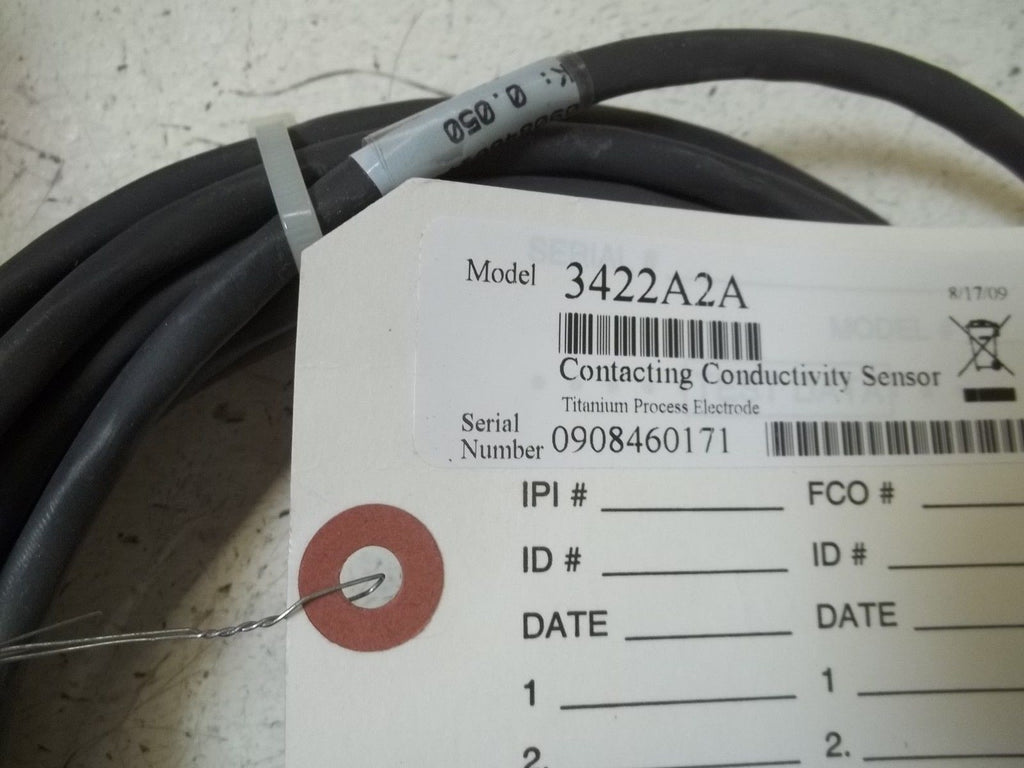 K: 0.050
Model 3422A2A
8/17/09
Contacting Conductivity Sensor
Titanium Process Electrode
Serial
Number 0908460171
IPI # FCO #
ID # ID #
DATE DATE
1 1
2. 2.